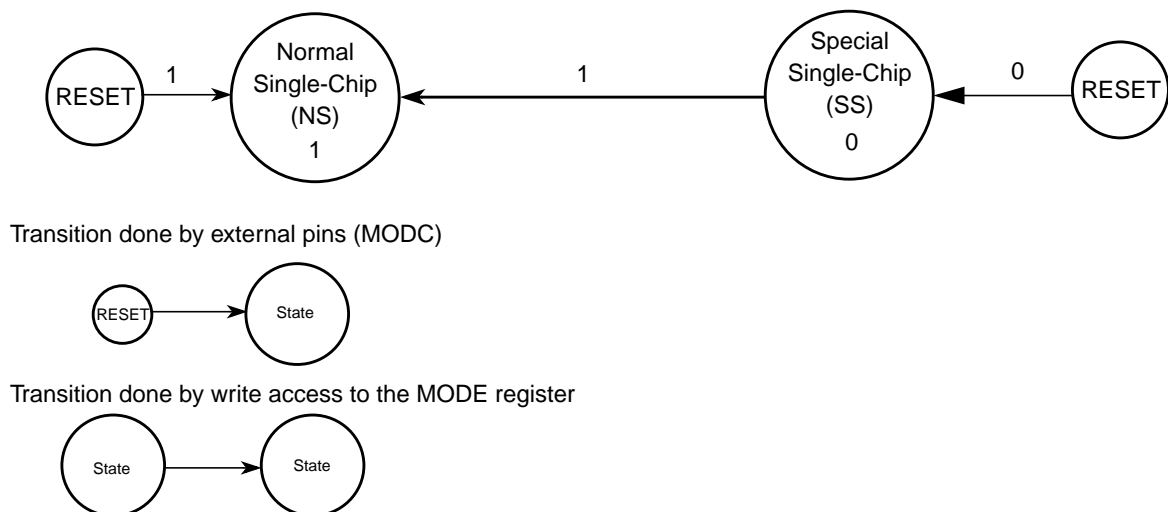 RESET
1
Normal
Single-Chip
(NS)
1
1
Special
Single-Chip
(SS)
0
0
RESET
Transition done by external pins (MODC)
RESET
State
Transition done by write access to the MODE register
State
State